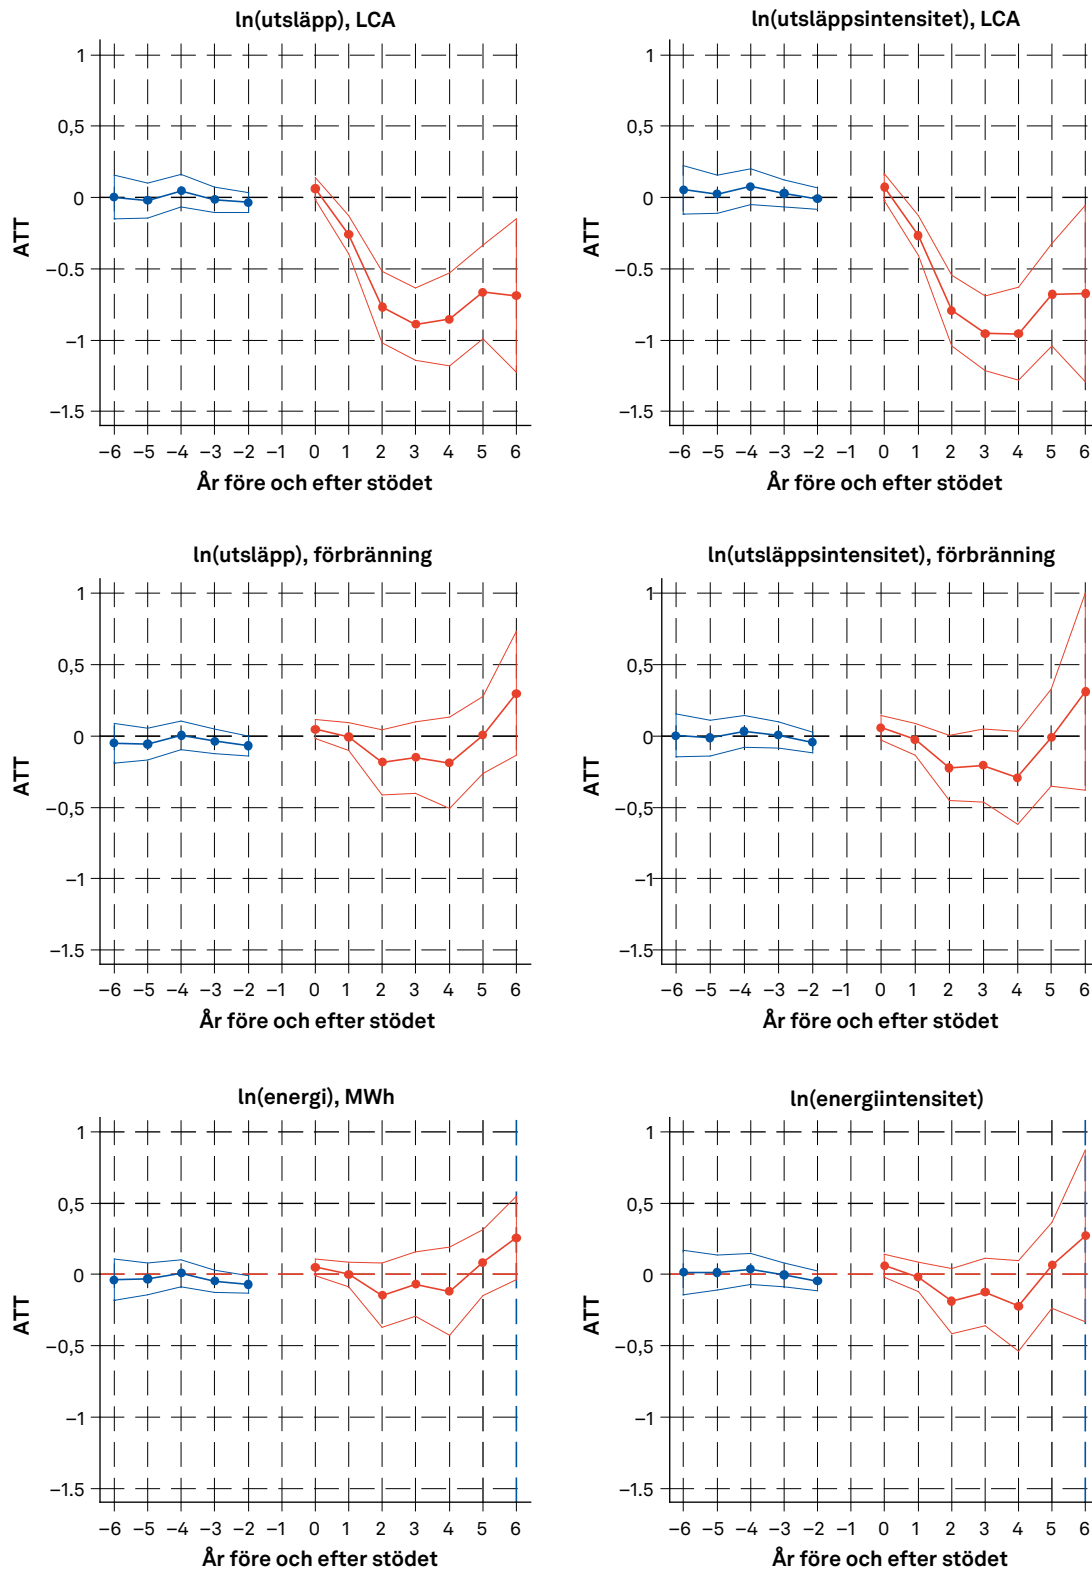 ln(utsläpp), LCA
1
0,5
0
−0,5
−1
−1.5
ATT
−6 −5 −4 −3 −2 −1 0 1 2 3 4 5 6
År före och efter stödet
ln(utsläppsintensitet), LCA
1
0,5
0
−0,5
−1
−1.5
ATT
−6 −5 −4 −3 −2 −1 0 1 2 3 4 5 6
År före och efter stödet
ln(utsläpp), förbränning
1
0,5
0
−0,5
−1
−1.5
ATT
−6 −5 −4 −3 −2 −1 0 1 2 3 4 5 6
År före och efter stödet
ln(utsläppsintensitet), förbränning
1
0,5
0
−0,5
−1
−1.5
ATT
−6 −5 −4 −3 −2 −1 0 1 2 3 4 5 6
År före och efter stödet
ln(energi), MWh
1
0,5
0
−0,5
−1
−1.5
ATT
−6 −5 −4 −3 −2 −1 0 1 2 3 4 5 6
År före och efter stödet
ln(energiintensitet)
1
0,5
0
−0,5
−1
−1.5
ATT
−6 −5 −4 −3 −2 −1 0 1 2 3 4 5 6
År före och efter stödet